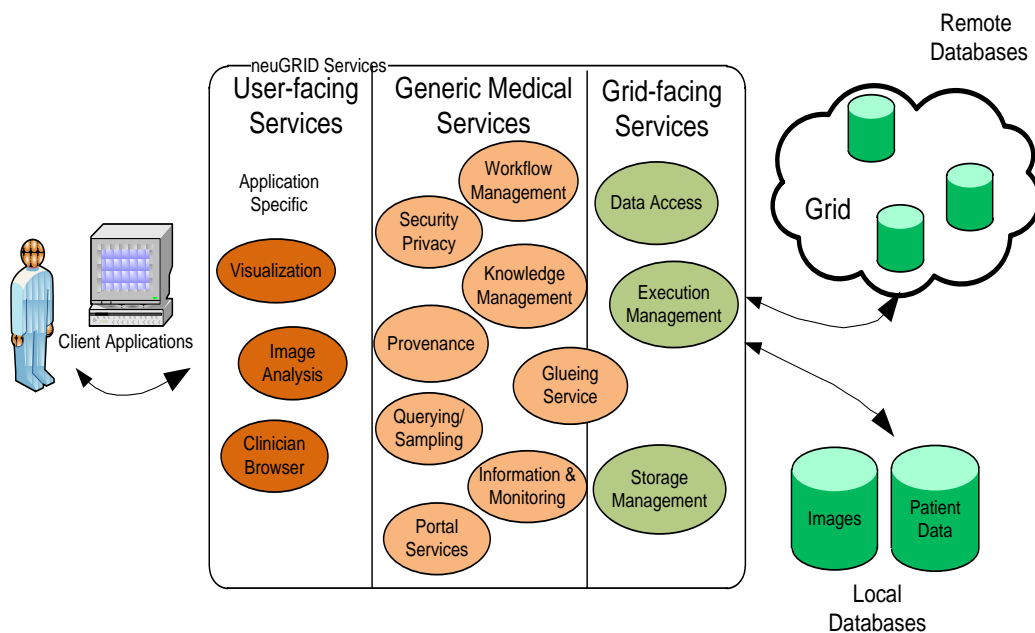 Remote
Databases
neuGRID Services
User-facing
Services
Generic Medical
Services
Grid-facing
Services
Application
Specific
Visualization
Image
Analysis
Clinician
Browser
Workflow
Management
Security
Privacy
Knowledge
Management
Provenance
Glueing
Service
Querying/
Sampling
Information &
Monitoring
Portal
Services
Data Access
Execution
Management
Storage
Management
Grid
Client Applications
Images
Patient
Data
Local
Databases